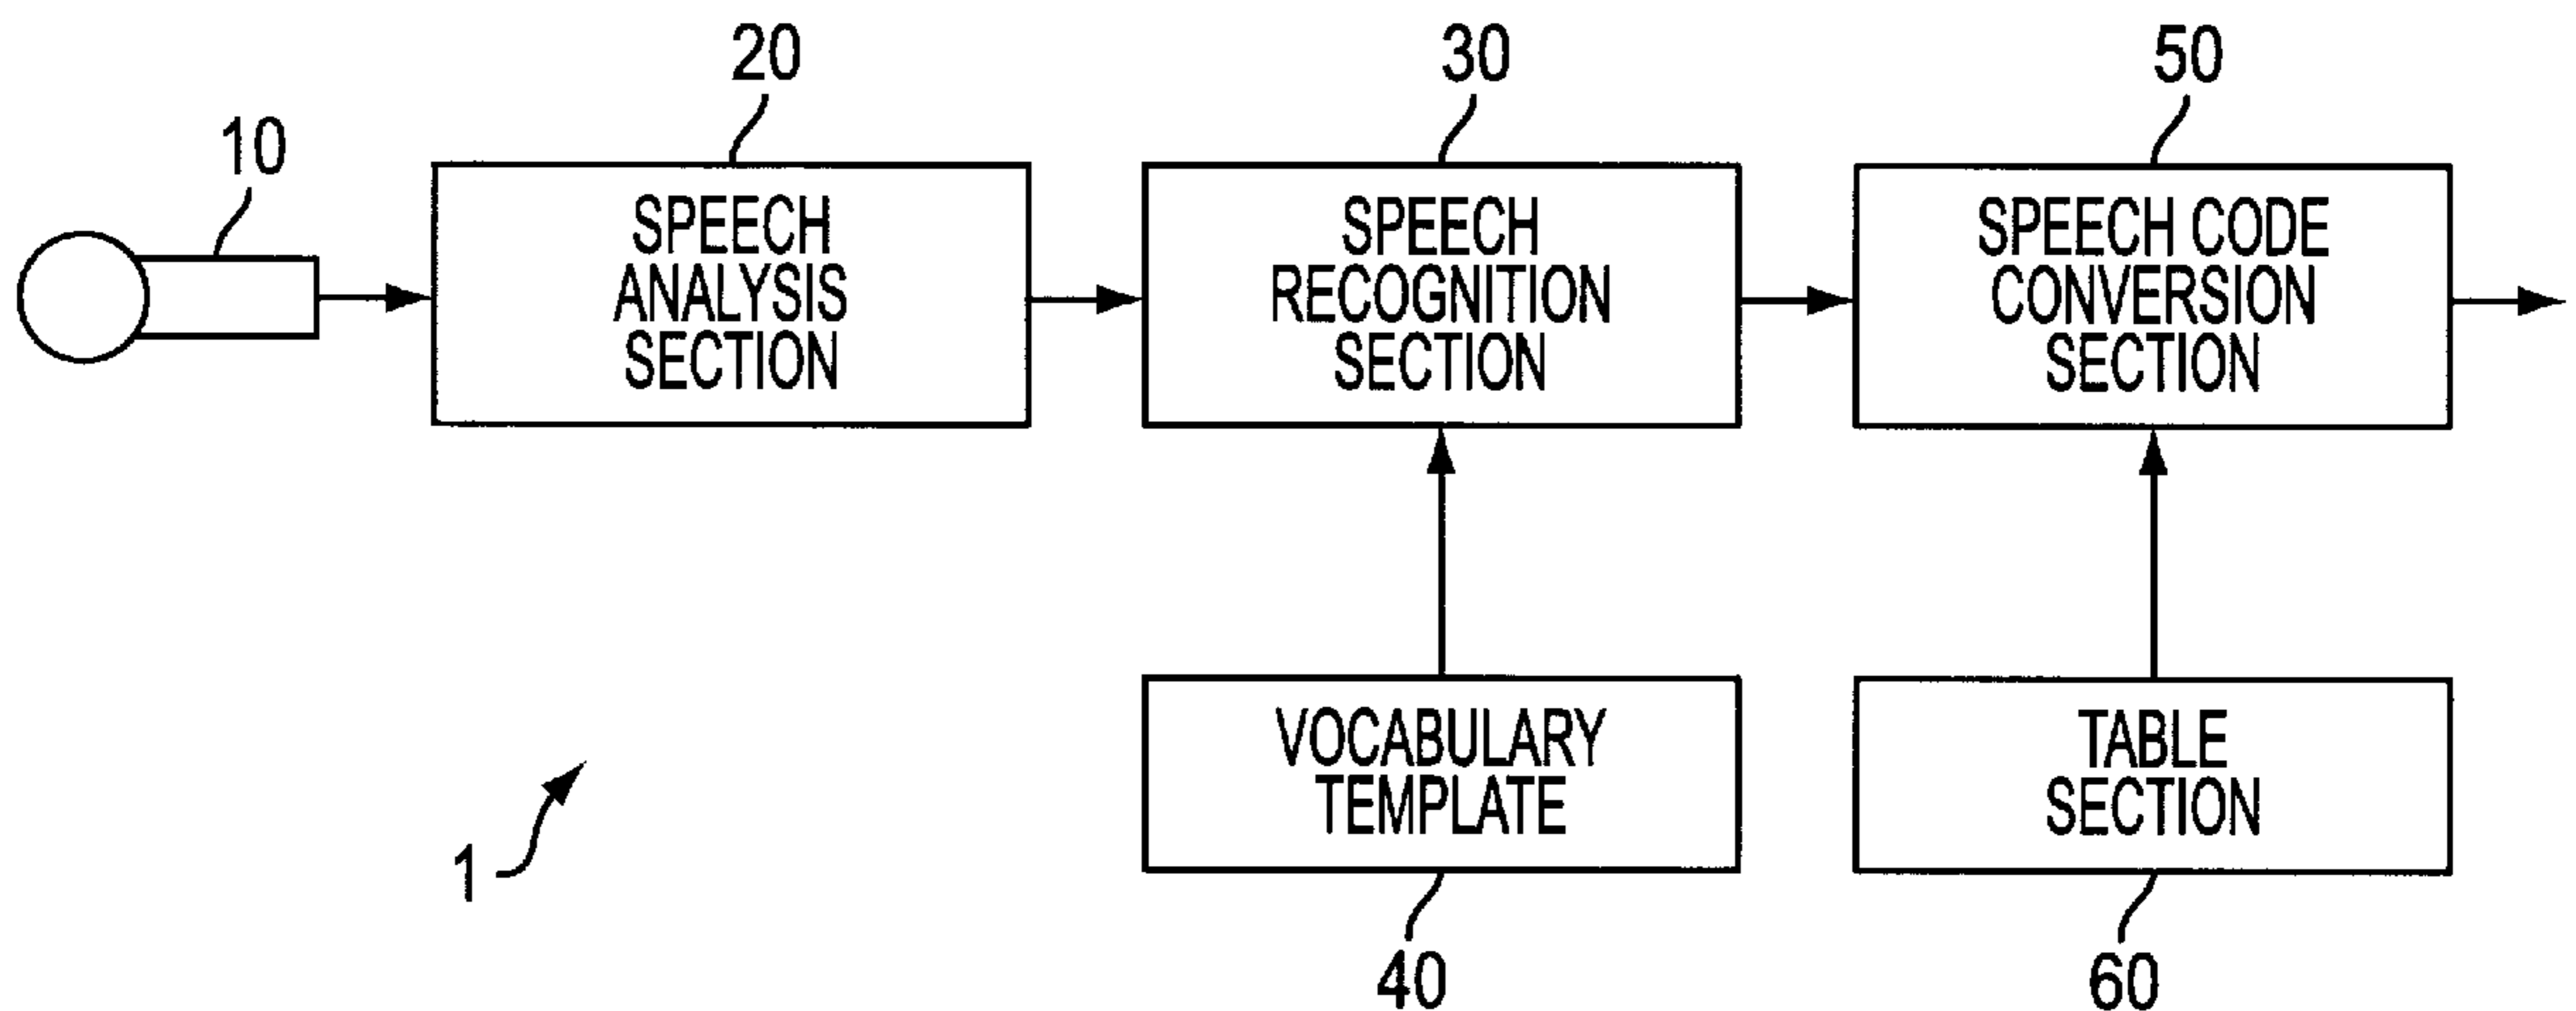 20
30
50
10
SPEECH
ANALYSIS
SECTION
SPEECH
RECOGNITION
SECTION
SPEECH CODE
CONVERSION
SECTION
VOCABULARY
TEMPLATE
TABLE
SECTION
1
40
60